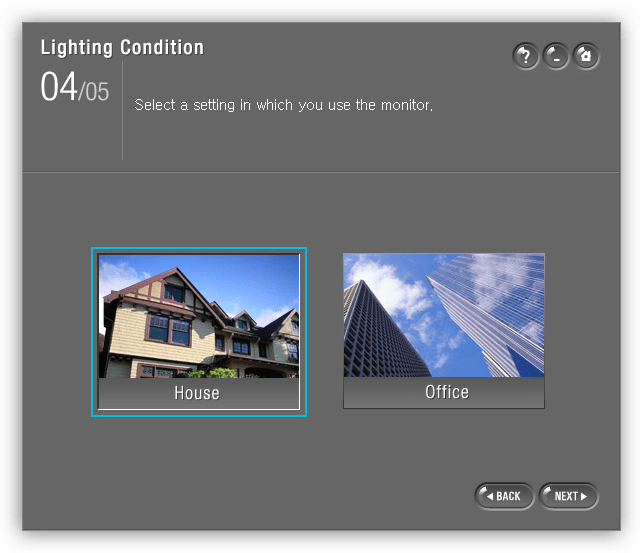 Lighting Condition
04/05
Select a setting in which you use the monitor.
?
House
Office
BACK
NEXT